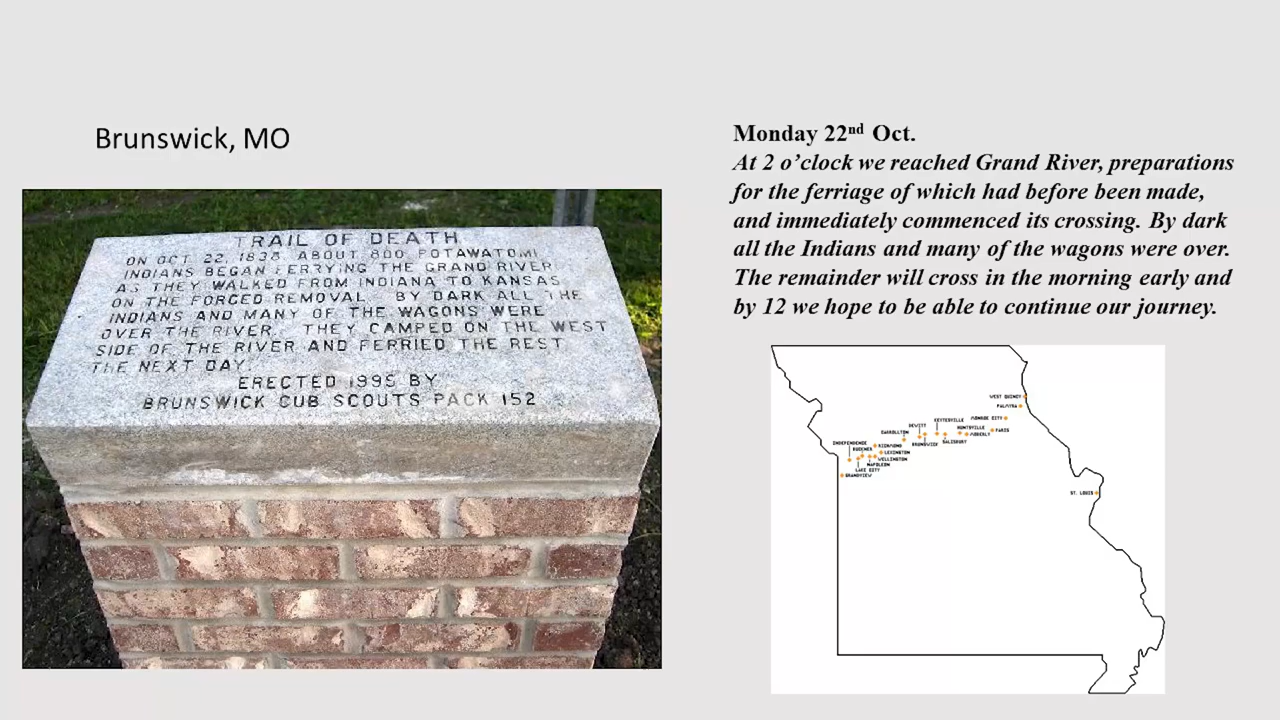 Brunswick, MO
TRAIL OF DEATH
ON OCT 22, 1838 ABOUT 800 POTAWATOMI
INDIANS BEGAN FERRYING THE GRAND RIVER
AS THEY WALKED FROM INDIANA TO KANSAS
ON THE FORCED REMOVAL. BY DARK ALL THE
INDIANS AND MANY OF THE WAGONS WERE
OVER THE RIVER. THEY CAMPED ON THE WEST
SIDE OF THE RIVER AND FERRIED THE REST
THE NEXT DAY.
ERECTED 1995 BY
BRUNSWICK CUB SCOUTS PACK 152
Monday 22nd Oct.
At 2 o’clock we reached Grand River, preparations
for the ferriage of which had before been made,
and immediately commenced its crossing. By dark
all the Indians and many of the wagons were over.
The remainder will cross in the morning early and
by 12 we hope to be able to continue our journey.
WEST QUINCY
PALMYRA
MONROE CITY
KEYTESVILLE
DEWITT
HUNTSVILLE
PARIS
CARROLLTON
MOBERLY
BRUNSWICK
SALISBURY
INDEPENDENCE
RICHMOND
BUCKNER
LEXINGTON
WELLINGTON
NAPOLEON
LAKE CITY
GRANDVIEW
ST. LOUIS